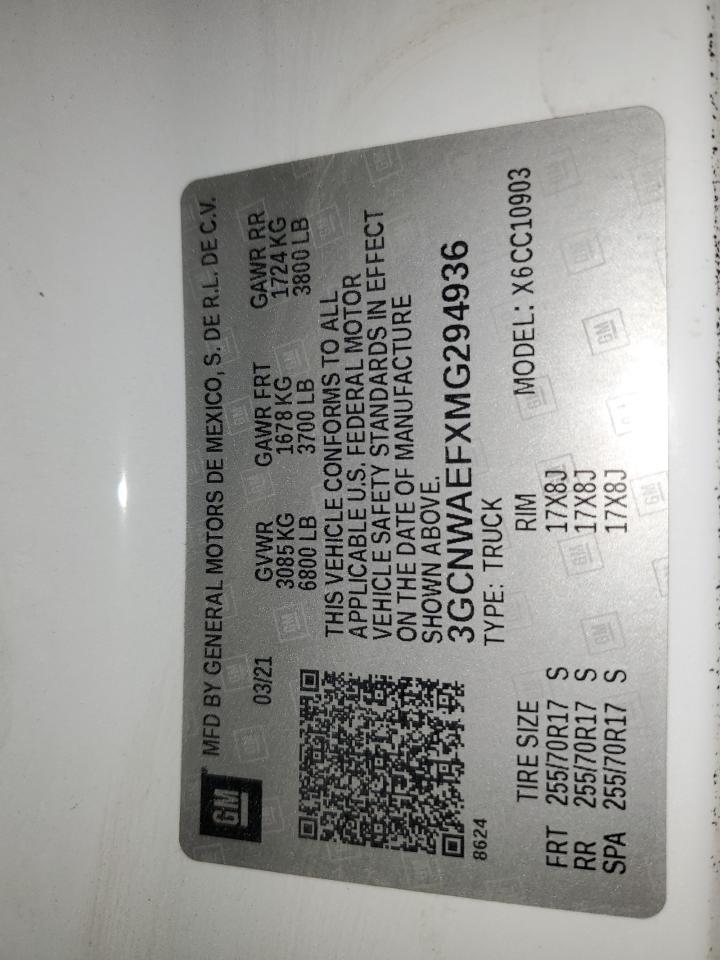 GM
MFD BY GENERAL MOTORS DE MEXICO, S. DE R.L. DE C.V.
03/21 GVWR GAWR FRT GAWR RR
3085 KG 1678 KG 1724 KG
6800 LB 3700 LB 3800 LB
THIS VEHICLE CONFORMS TO ALL
APPLICABLE U.S. FEDERAL MOTOR
VEHICLE SAFETY STANDARDS IN EFFECT
ON THE DATE OF MANUFACTURE
SHOWN ABOVE.
3GCNWAEFXMG294936
8624 TYPE: TRUCK
TIRE SIZE RIM MODEL: X6CC10903
FRT 255/70R17 S 17X8J
RR 255/70R17 S 17X8J
SPA 255/70R17 S 17X8J